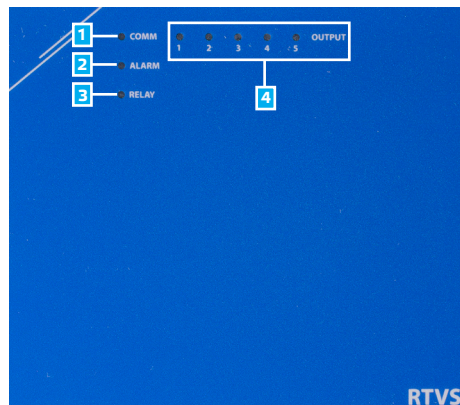 1 COMM
1 2 3 4 5 OUTPUT
2 ALARM
3 RELAY
4
RTVS